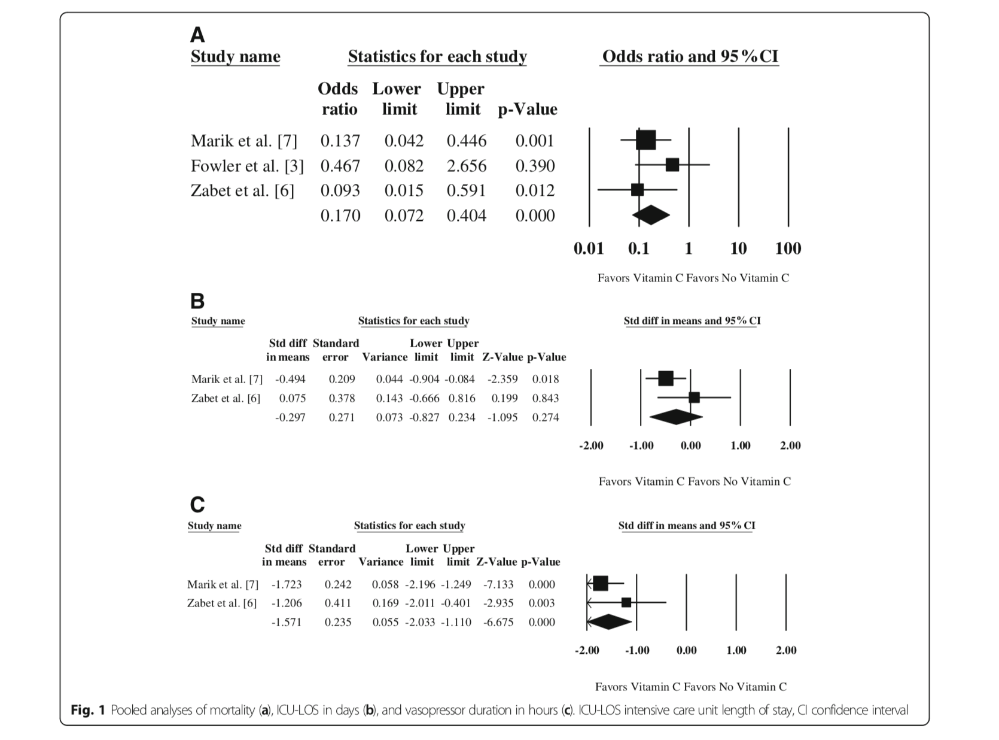 A
Study name Statistics for each study Odds ratio and 95% CI
Odds Lower Upper
ratio limit limit p-Value
Marik et al. [7] 0.137 0.042 0.446 0.001
Fowler et al. [3] 0.467 0.082 2.656 0.390
Zabet et al. [6] 0.093 0.015 0.591 0.012
0.170 0.072 0.404 0.000
0.01 0.1 1 10 100
Favors Vitamin C Favors No Vitamin C
B
Study name Statistics for each study Std diff in means and 95% CI
Std diff Standard Lower Upper
in means error Variance limit limit Z-Value p-Value
Marik et al. [7] -0.494 0.209 0.044 -0.904 -0.084 -2.359 0.018
Zabet et al. [6] 0.075 0.378 0.143 -0.666 0.816 0.199 0.843
-0.297 0.271 0.073 -0.827 0.234 -1.095 0.274
-2.00 -1.00 0.00 1.00 2.00
Favors Vitamin C Favors No Vitamin C
C
Study name Statistics for each study Std diff in means and 95% CI
Std diff Standard Lower Upper
in means error Variance limit limit Z-Value p-Value
Marik et al. [7] -1.723 0.242 0.058 -2.196 -1.249 -7.133 0.000
Zabet et al. [6] -1.206 0.411 0.169 -2.011 -0.401 -2.935 0.003
-1.571 0.235 0.055 -2.033 -1.110 -6.675 0.000
-2.00 -1.00 0.00 1.00 2.00
Favors Vitamin C Favors No Vitamin C
Fig. 1 Pooled analyses of mortality (a), ICU-LOS in days (b), and vasopressor duration in hours (c). ICU-LOS intensive care unit length of stay, CI confidence interval